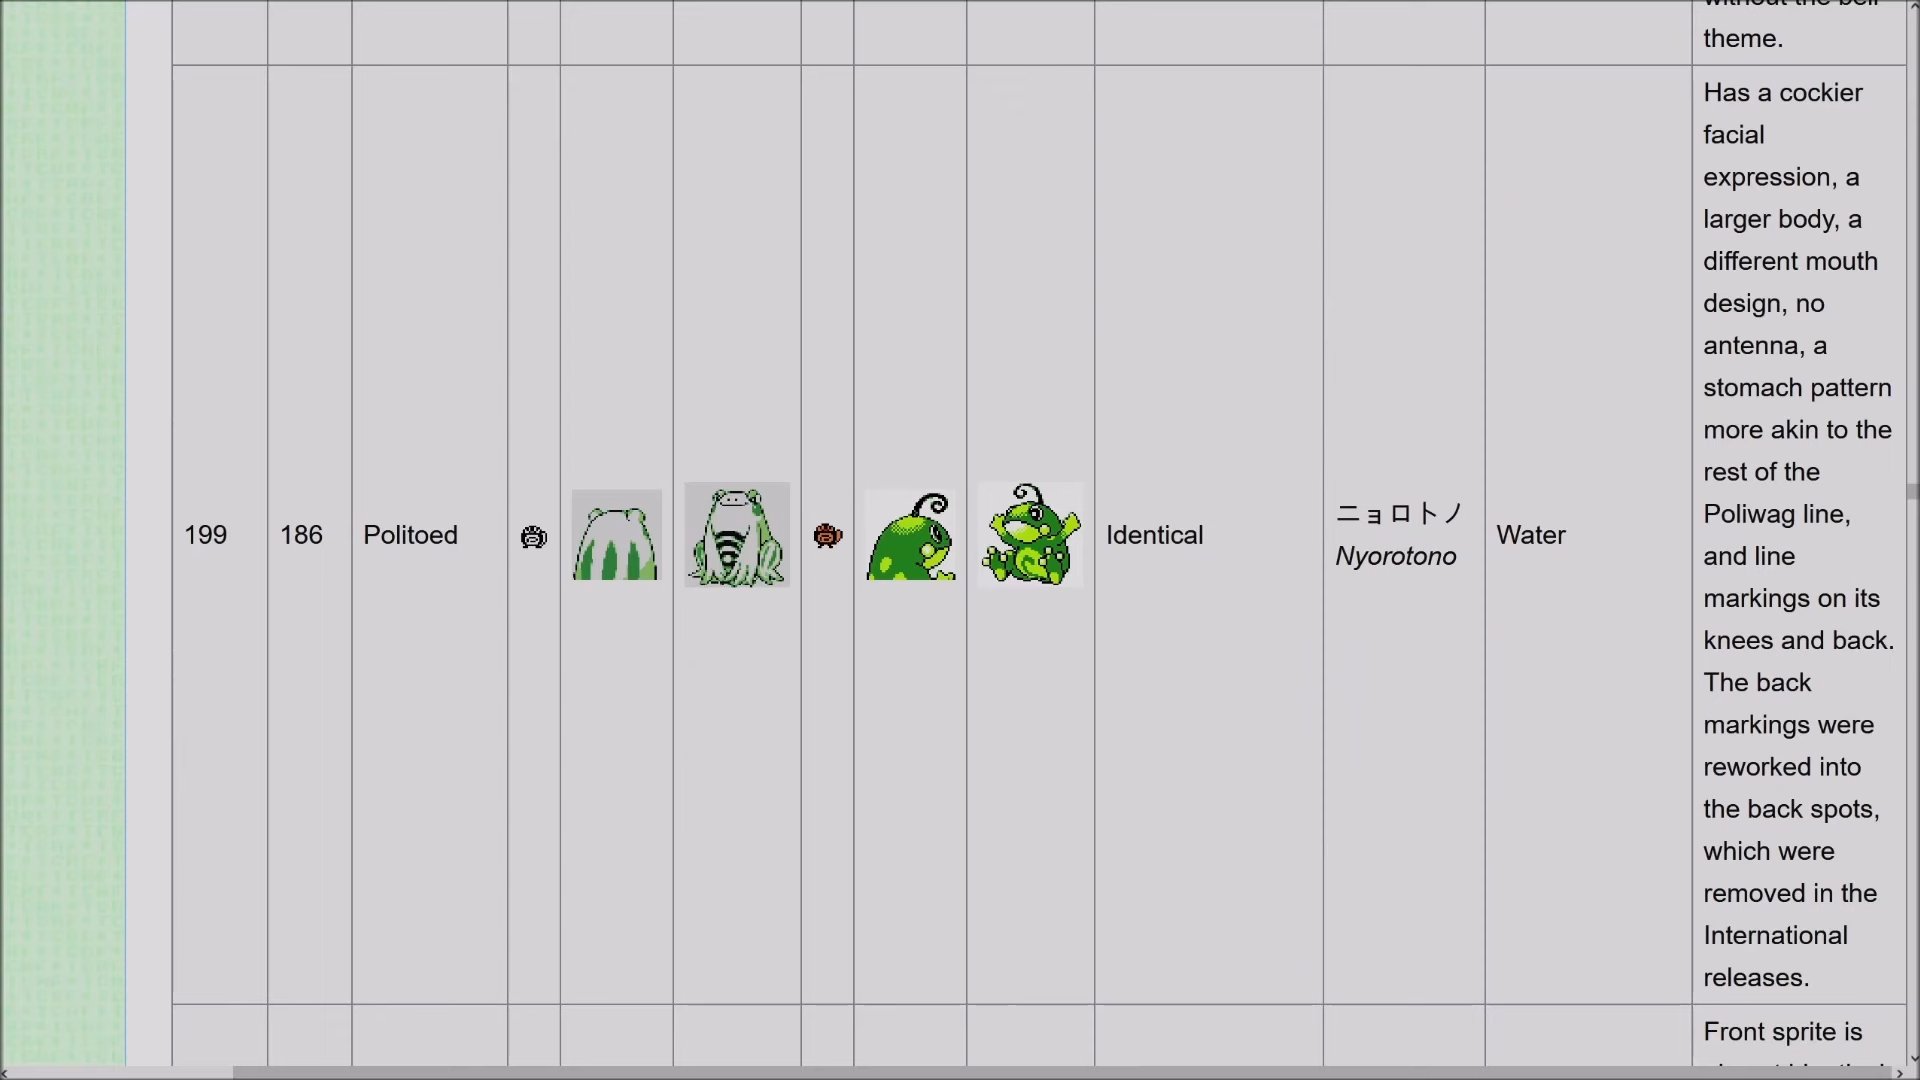 theme.
199
186
Politoed
Identical
ニョロトノ
Nyorotono
Water
Has a cockier
facial
expression, a
larger body, a
different mouth
design, no
antenna, a
stomach pattern
more akin to the
rest of the
Poliwag line,
and line
markings on its
knees and back.
The back
markings were
reworked into
the back spots,
which were
removed in the
International
releases.
Front sprite is